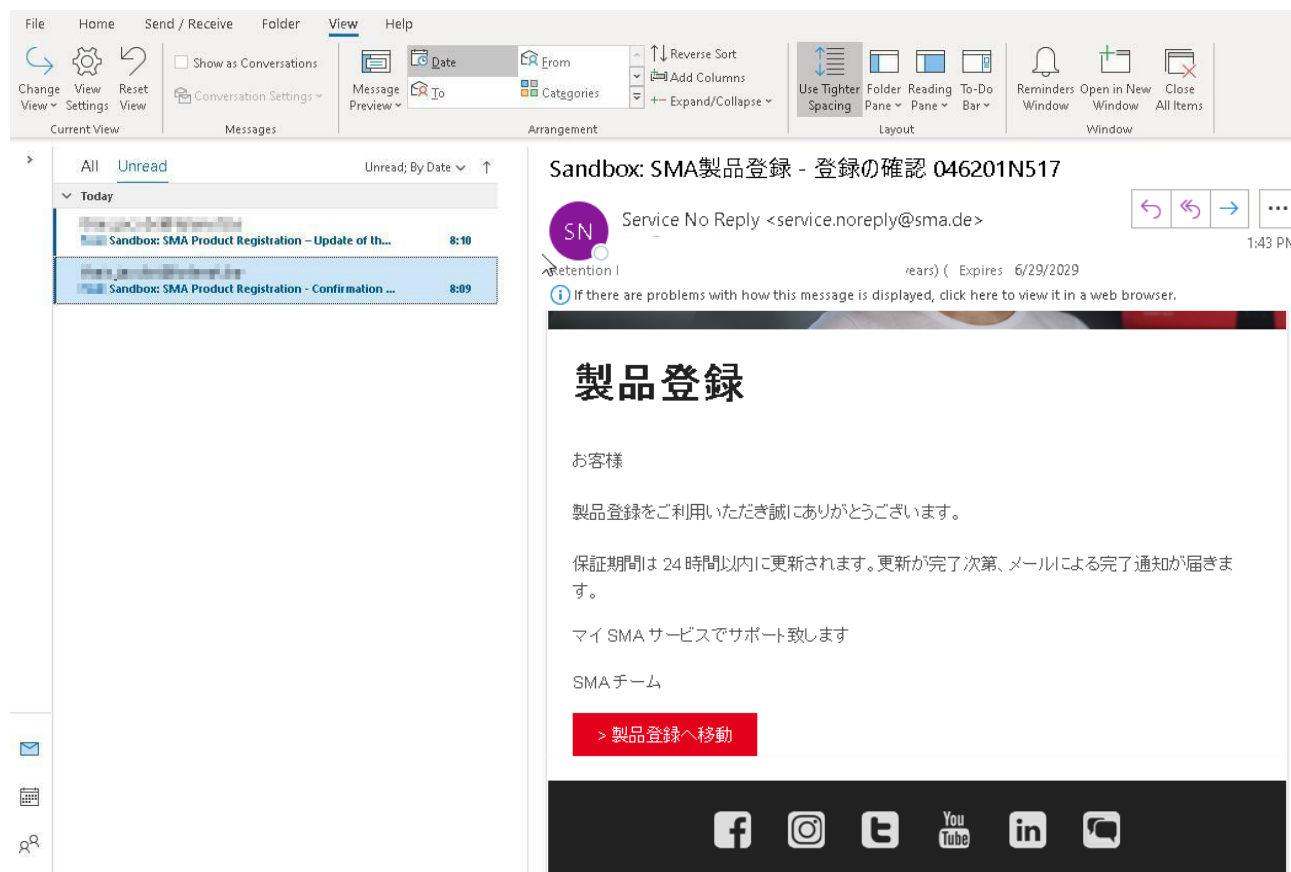 File Home Send / Receive Folder View Help
Change View
View Settings
Reset View
Current View
Show as Conversations
Conversation Settings
Messages
Message Preview
Date
To
From
Categories
Reverse Sort
Add Columns
Expand/Collapse
Arrangement
Use Tighter Spacing
Folder Pane
Reading Pane
To-Do Bar
Layout
Reminders Window
Open in New Window
Close All Items
Window
All Unread Unread; By Date
Today
Sandbox: SMA Product Registration – Update of th... 8:10
Sandbox: SMA Product Registration - Confirmation ... 8:09
Sandbox: SMA製品登録 - 登録の確認 046201N517
SN
Service No Reply <service.noreply@sma.de>
1:43 PM
Retention
Expires 6/29/2029
If there are problems with how this message is displayed, click here to view it in a web browser.
製品登録
お客様
製品登録をご利用いただき誠にありがとうございます。
保証期間は 24 時間以内に更新されます。更新が完了次第、メールによる完了通知が届きま
す。
マイ SMA サービスでサポート致します
SMA チーム
> 製品登録へ移動
You
Tube
in